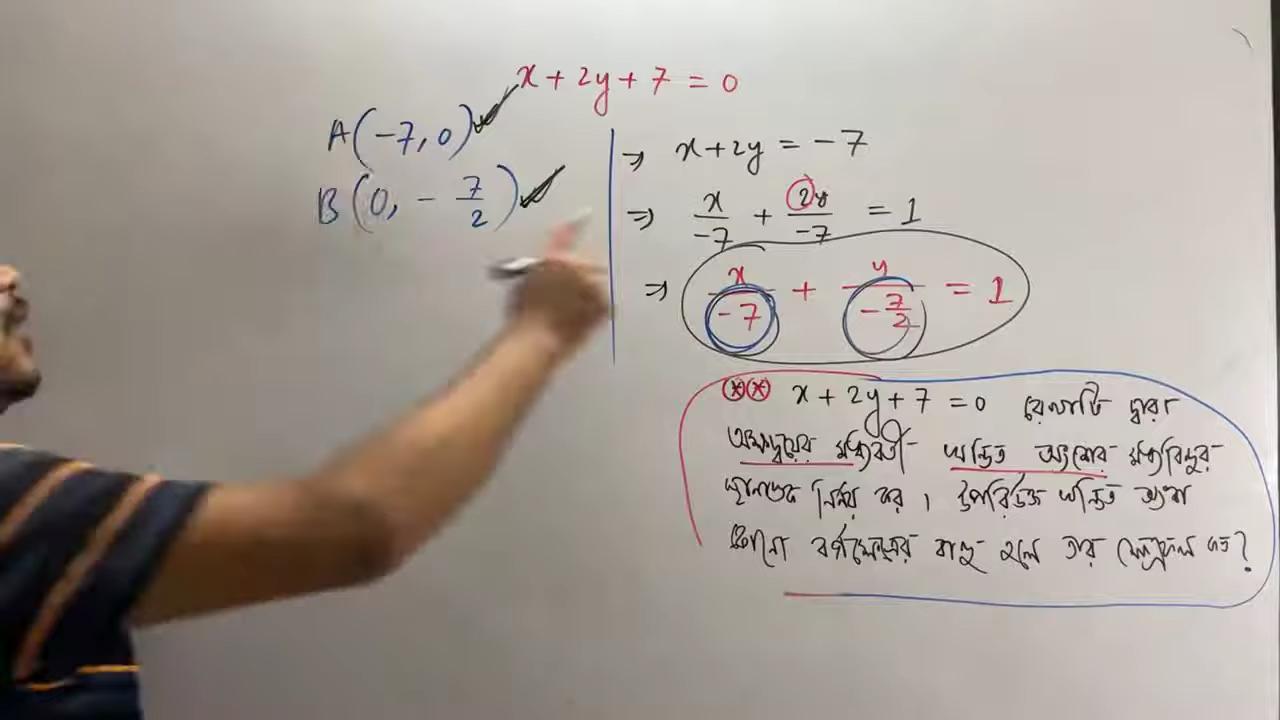 x + 2y + 7 = 0
A(-7, 0)
B(0, - 7/2)
⇒ x + 2y = -7
⇒ x/-7 + 2y/-7 = 1
⇒ x/-7 + y/(-7/2) = 1
x + 2y + 7 = 0 রেখাটি দ্বারা
অক্ষদ্বয়ের মধ্যবর্তী খন্ডিত অংশের মধ্যবিন্দুর
স্থানাঙ্ক নির্ণয় কর । উপরিউক্ত খন্ডিত অংশ
কোনো বর্গক্ষেত্রের বাহু হলে তার ক্ষেত্রফল কত?